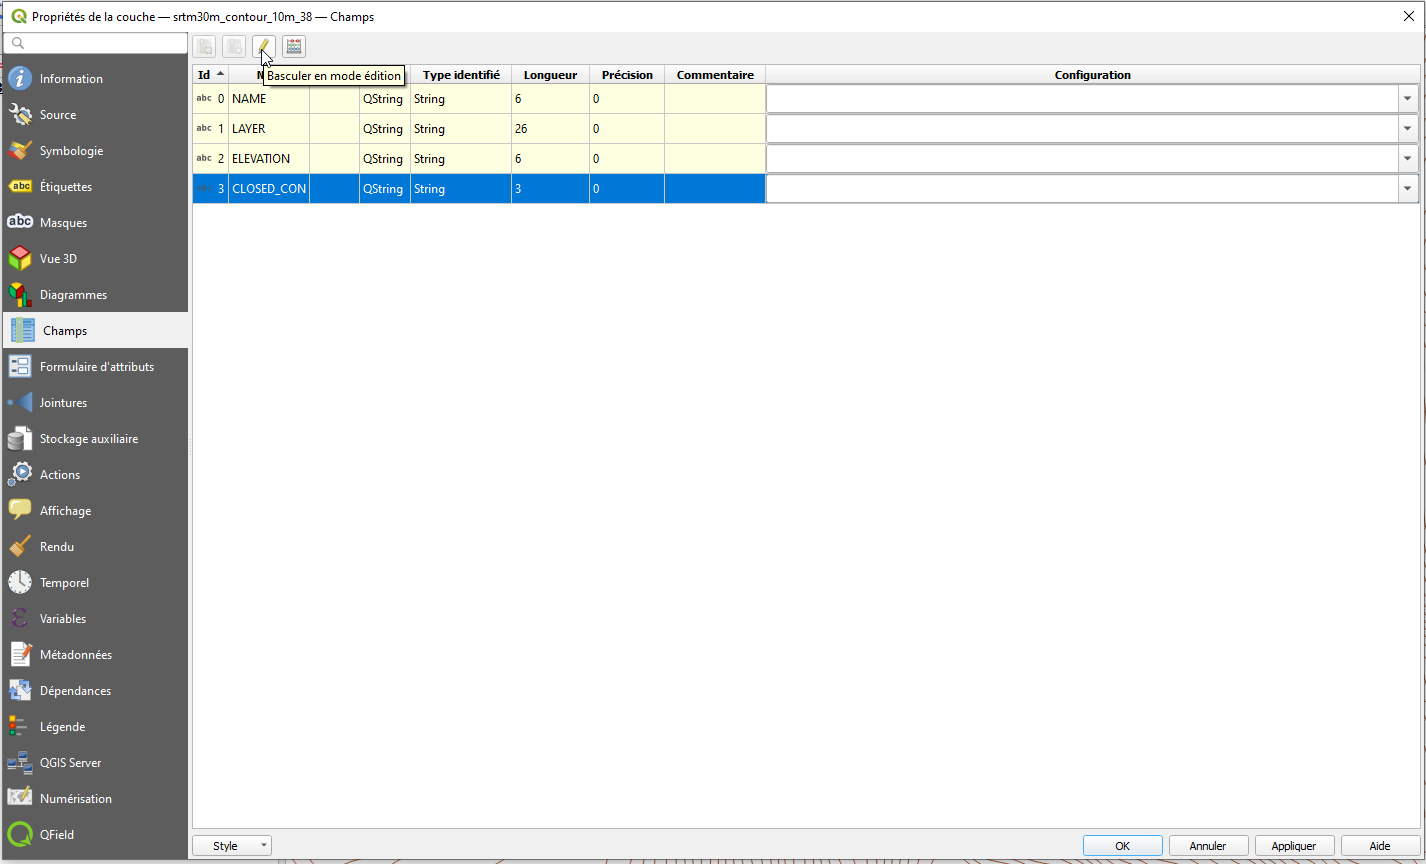 Propriétés de la couche — srtm30m_contour_10m_38 — Champs
Basculer en mode édition
Id N Type identifié Longueur Précision Commentaire Configuration
abc 0 NAME QString String 6 0
abc 1 LAYER QString String 26 0
abc 2 ELEVATION QString String 6 0
abc 3 CLOSED_CON QString String 3 0
Information
Source
Symbologie
abc Étiquettes
abc Masques
Vue 3D
Diagrammes
Champs
Formulaire d'attributs
Jointures
Stockage auxiliaire
Actions
Affichage
Rendu
Temporel
Variables
Métadonnées
Dépendances
Légende
QGIS Server
Numérisation
QField
Style OK Annuler Appliquer Aide